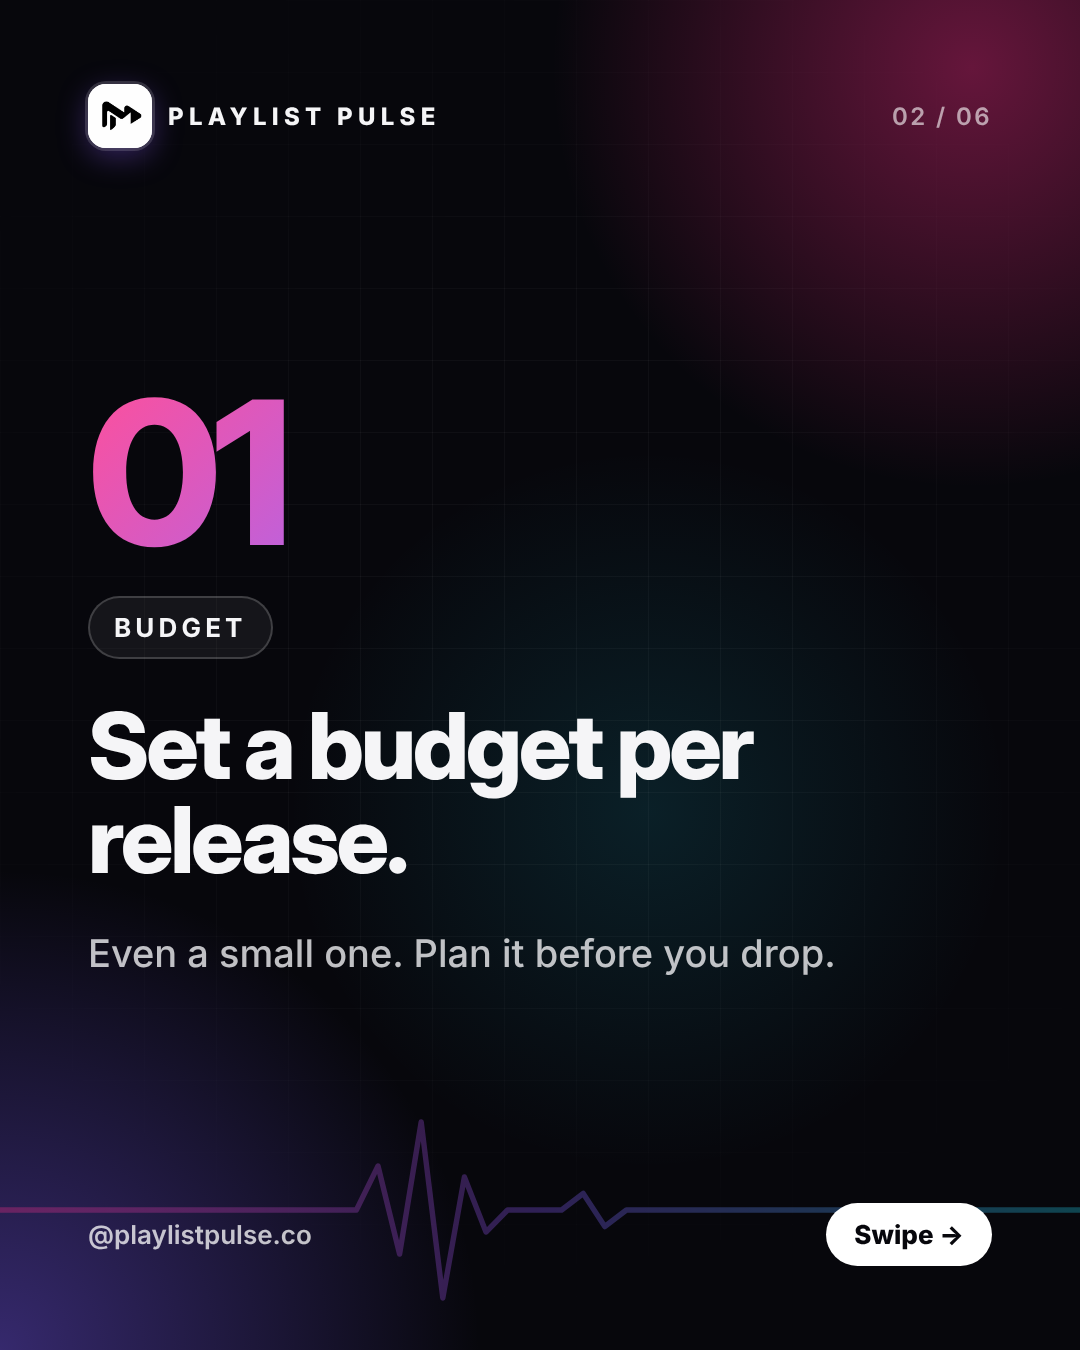 PLAYLIST PULSE
02 / 06
01
BUDGET
Set a budget per
release.
Even a small one. Plan it before you drop.
@playlistpulse.co
Swipe →